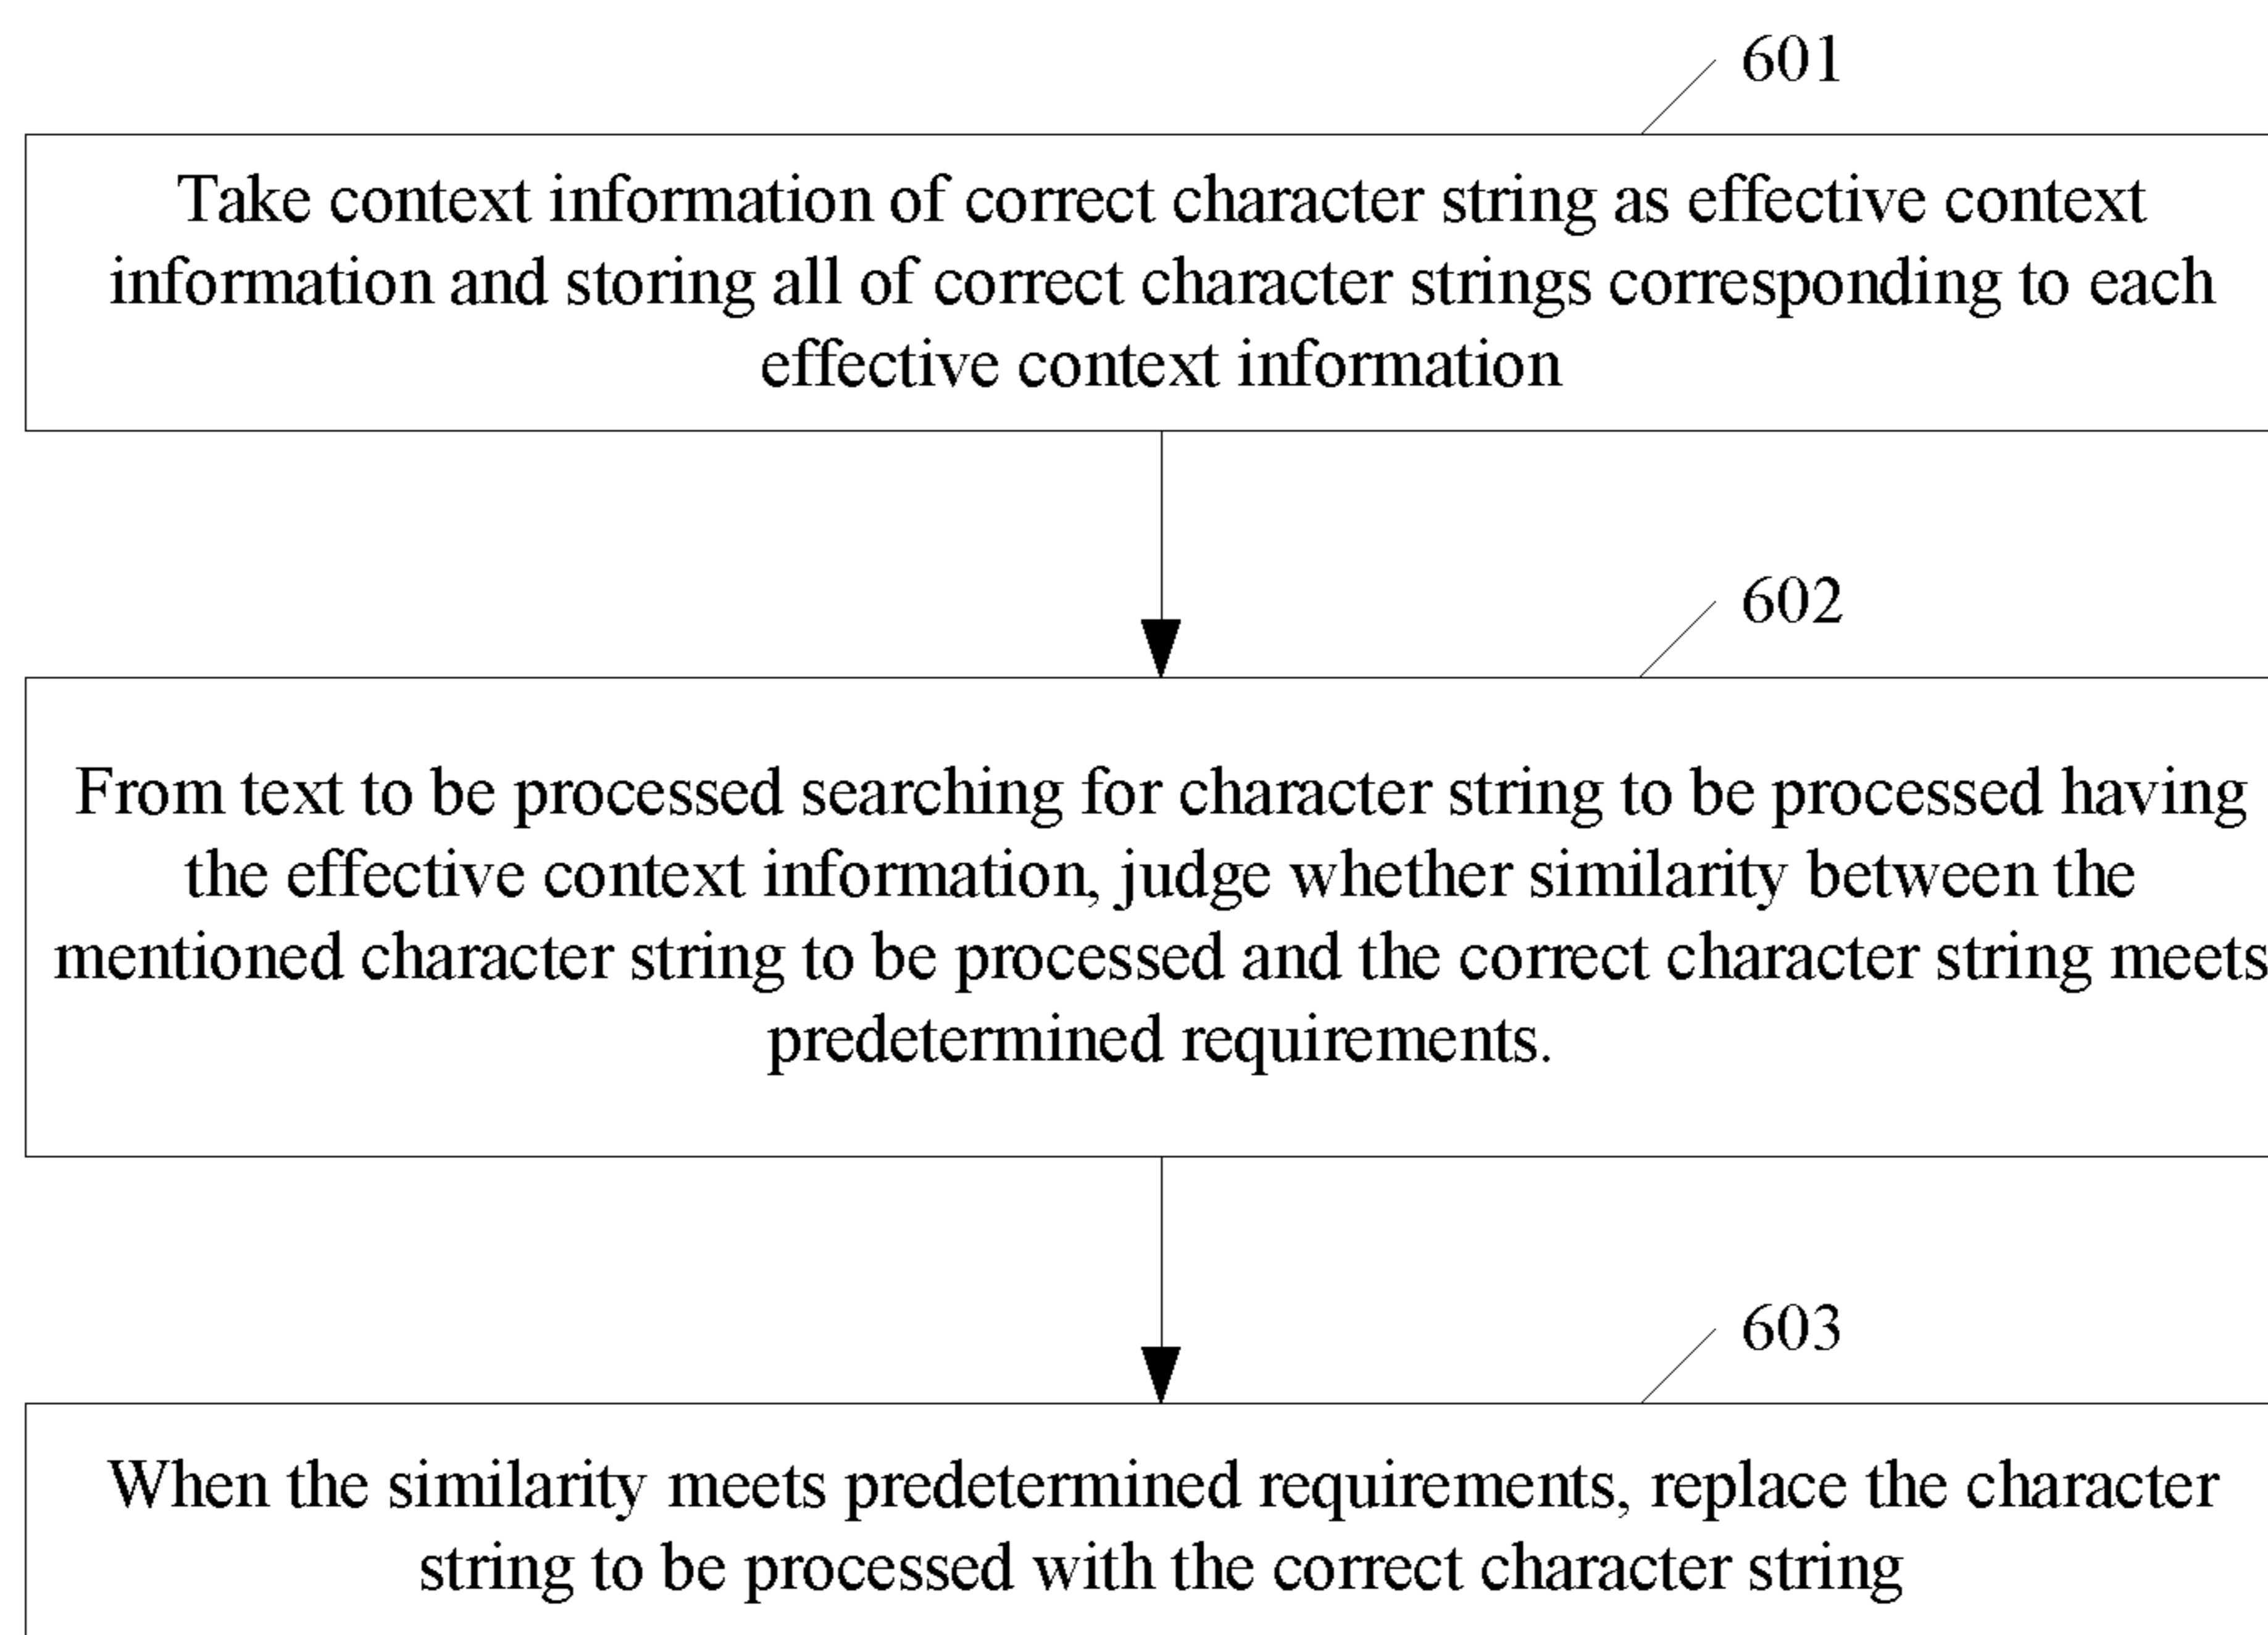 601
Take context information of correct character string as effective context
information and storing all of correct character strings corresponding to each
effective context information
602
From text to be processed searching for character string to be processed having
the effective context information, judge whether similarity between the
mentioned character string to be processed and the correct character string meets
predetermined requirements.
603
When the similarity meets predetermined requirements, replace the character
string to be processed with the correct character string